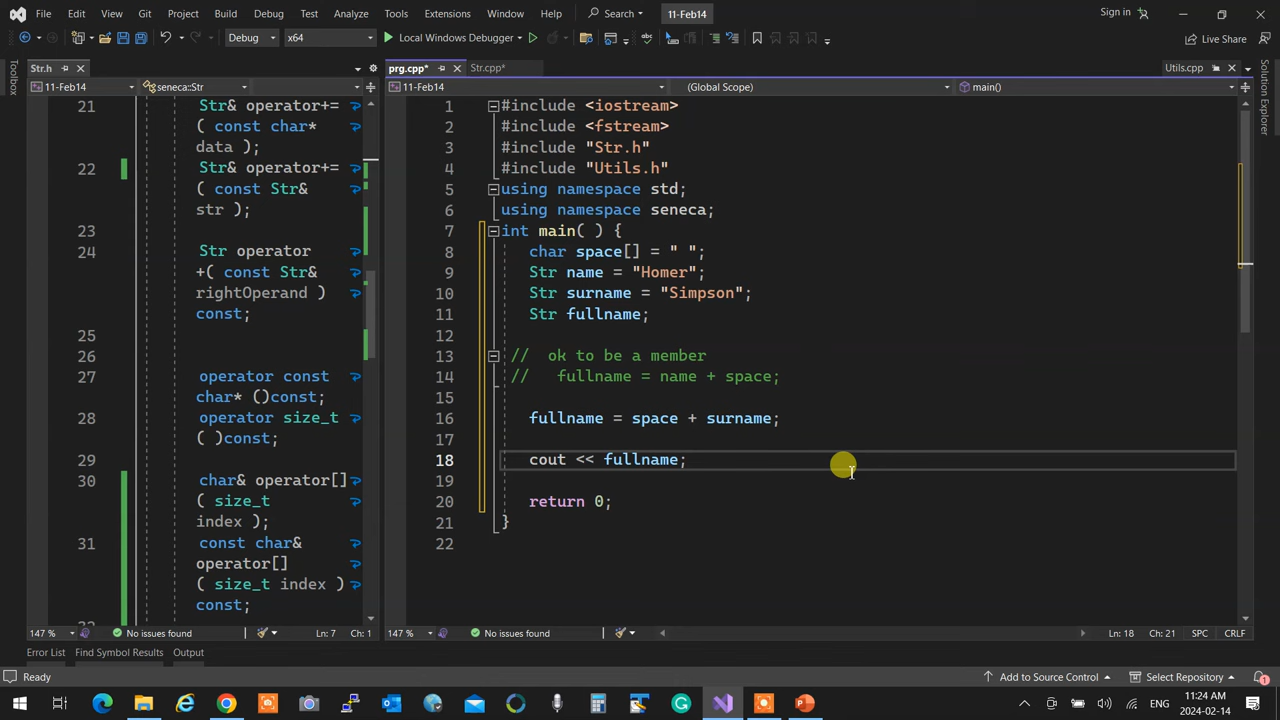 File Edit View Git Project Build Debug Test Analyze Tools Extensions Window Help Search 11-Feb14 Sign in
Debug x64 Local Windows Debugger Live Share
Toolbox
Str.h
prg.cpp* Str.cpp* Utils.cpp
Solution Explorer
11-Feb14 seneca::Str
11-Feb14 (Global Scope) main()
21 Str& operator+=
( const char*
data );
22 Str& operator+=
( const Str&
str );
23
24 Str operator
+( const Str&
rightOperand )
const;
25
26
27 operator const
char* ()const;
28 operator size_t
( )const;
29
30 char& operator[]
( size_t
index );
31 const char&
operator[]
( size_t index )
const;
147 % No issues found Ln: 7 Ch: 1
1 #include <iostream>
2 #include <fstream>
3 #include "Str.h"
4 #include "Utils.h"
5 using namespace std;
6 using namespace seneca;
7 int main( ) {
8 char space[] = " ";
9 Str name = "Homer";
10 Str surname = "Simpson";
11 Str fullname;
12
13 // ok to be a member
14 // fullname = name + space;
15
16 fullname = space + surname;
17
18 cout << fullname;
19
20 return 0;
21 }
22
147 % No issues found Ln: 18 Ch: 21 SPC CRLF
Error List Find Symbol Results Output
Ready Add to Source Control Select Repository 1
ENG 11:24 AM
2024-02-14